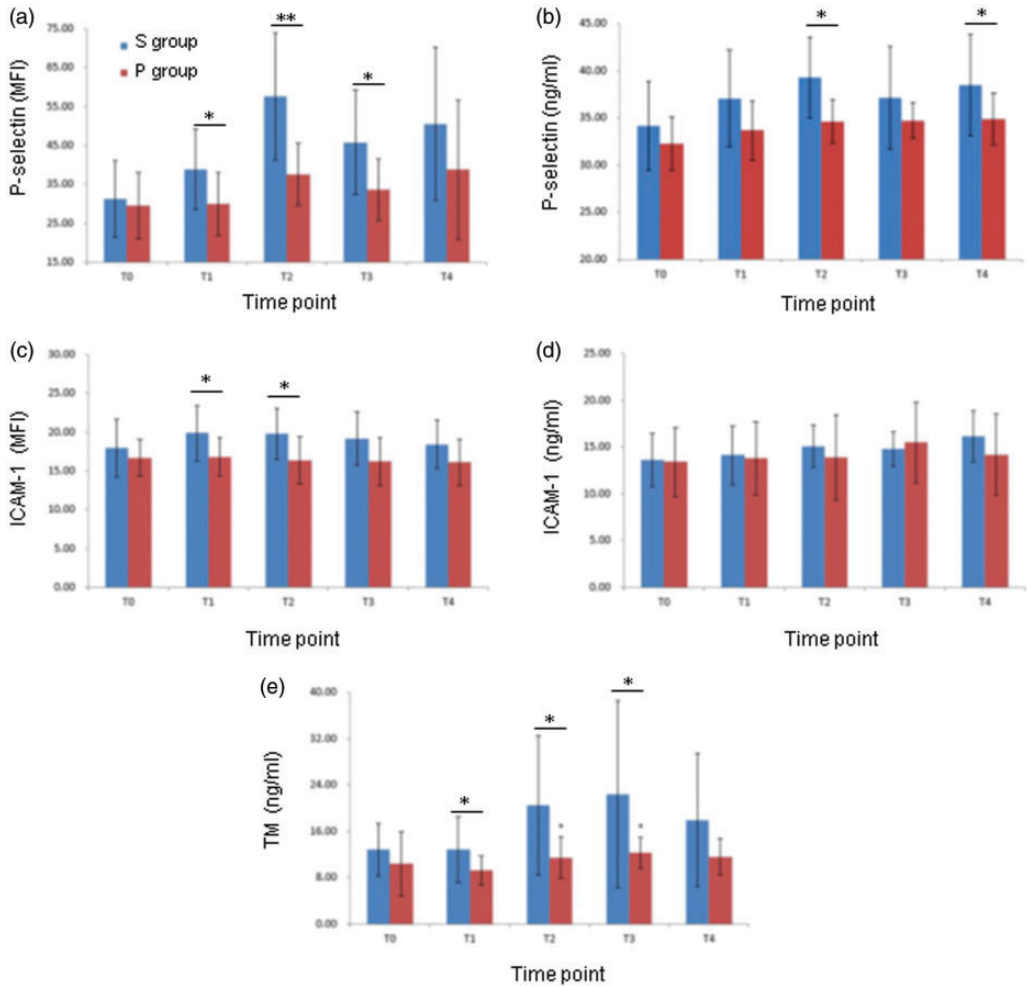 (a)
P-selectin (MFI)
75.00
65.00
55.00
45.00
35.00
25.00
15.00
S group
P group
*
**
*
T0 T1 T2 T3 T4
Time point
(b)
P-selectin (ng/ml)
45.00
40.00
35.00
30.00
25.00
20.00
*
*
T0 T1 T2 T3 T4
Time point
(c)
ICAM-1 (MFI)
30.00
25.00
20.00
15.00
10.00
5.00
0.00
*
*
T0 T1 T2 T3 T4
Time point
(d)
ICAM-1 (ng/ml)
25.00
20.00
15.00
10.00
5.00
0.00
T0 T1 T2 T3 T4
Time point
(e)
TM (ng/ml)
40.00
32.00
24.00
16.00
8.00
0.00
*
*
*
*
*
T0 T1 T2 T3 T4
Time point